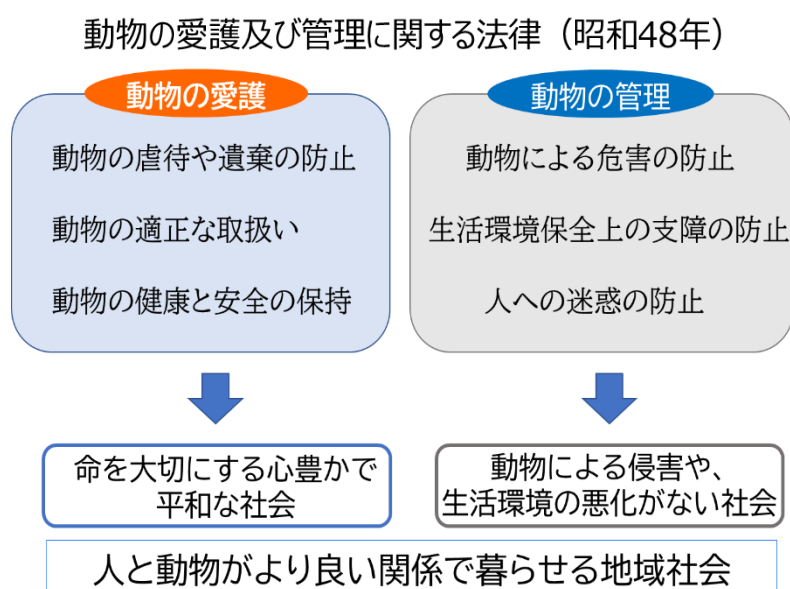 動物の愛護及び管理に関する法律（昭和48年）
動物の愛護
動物の虐待や遺棄の防止
動物の適正な取扱い
動物の健康と安全の保持
動物の管理
動物による危害の防止
生活環境保全上の支障の防止
人への迷惑の防止
命を大切にする心豊かで
平和な社会
動物による侵害や、
生活環境の悪化がない社会
人と動物がより良い関係で暮らせる地域社会